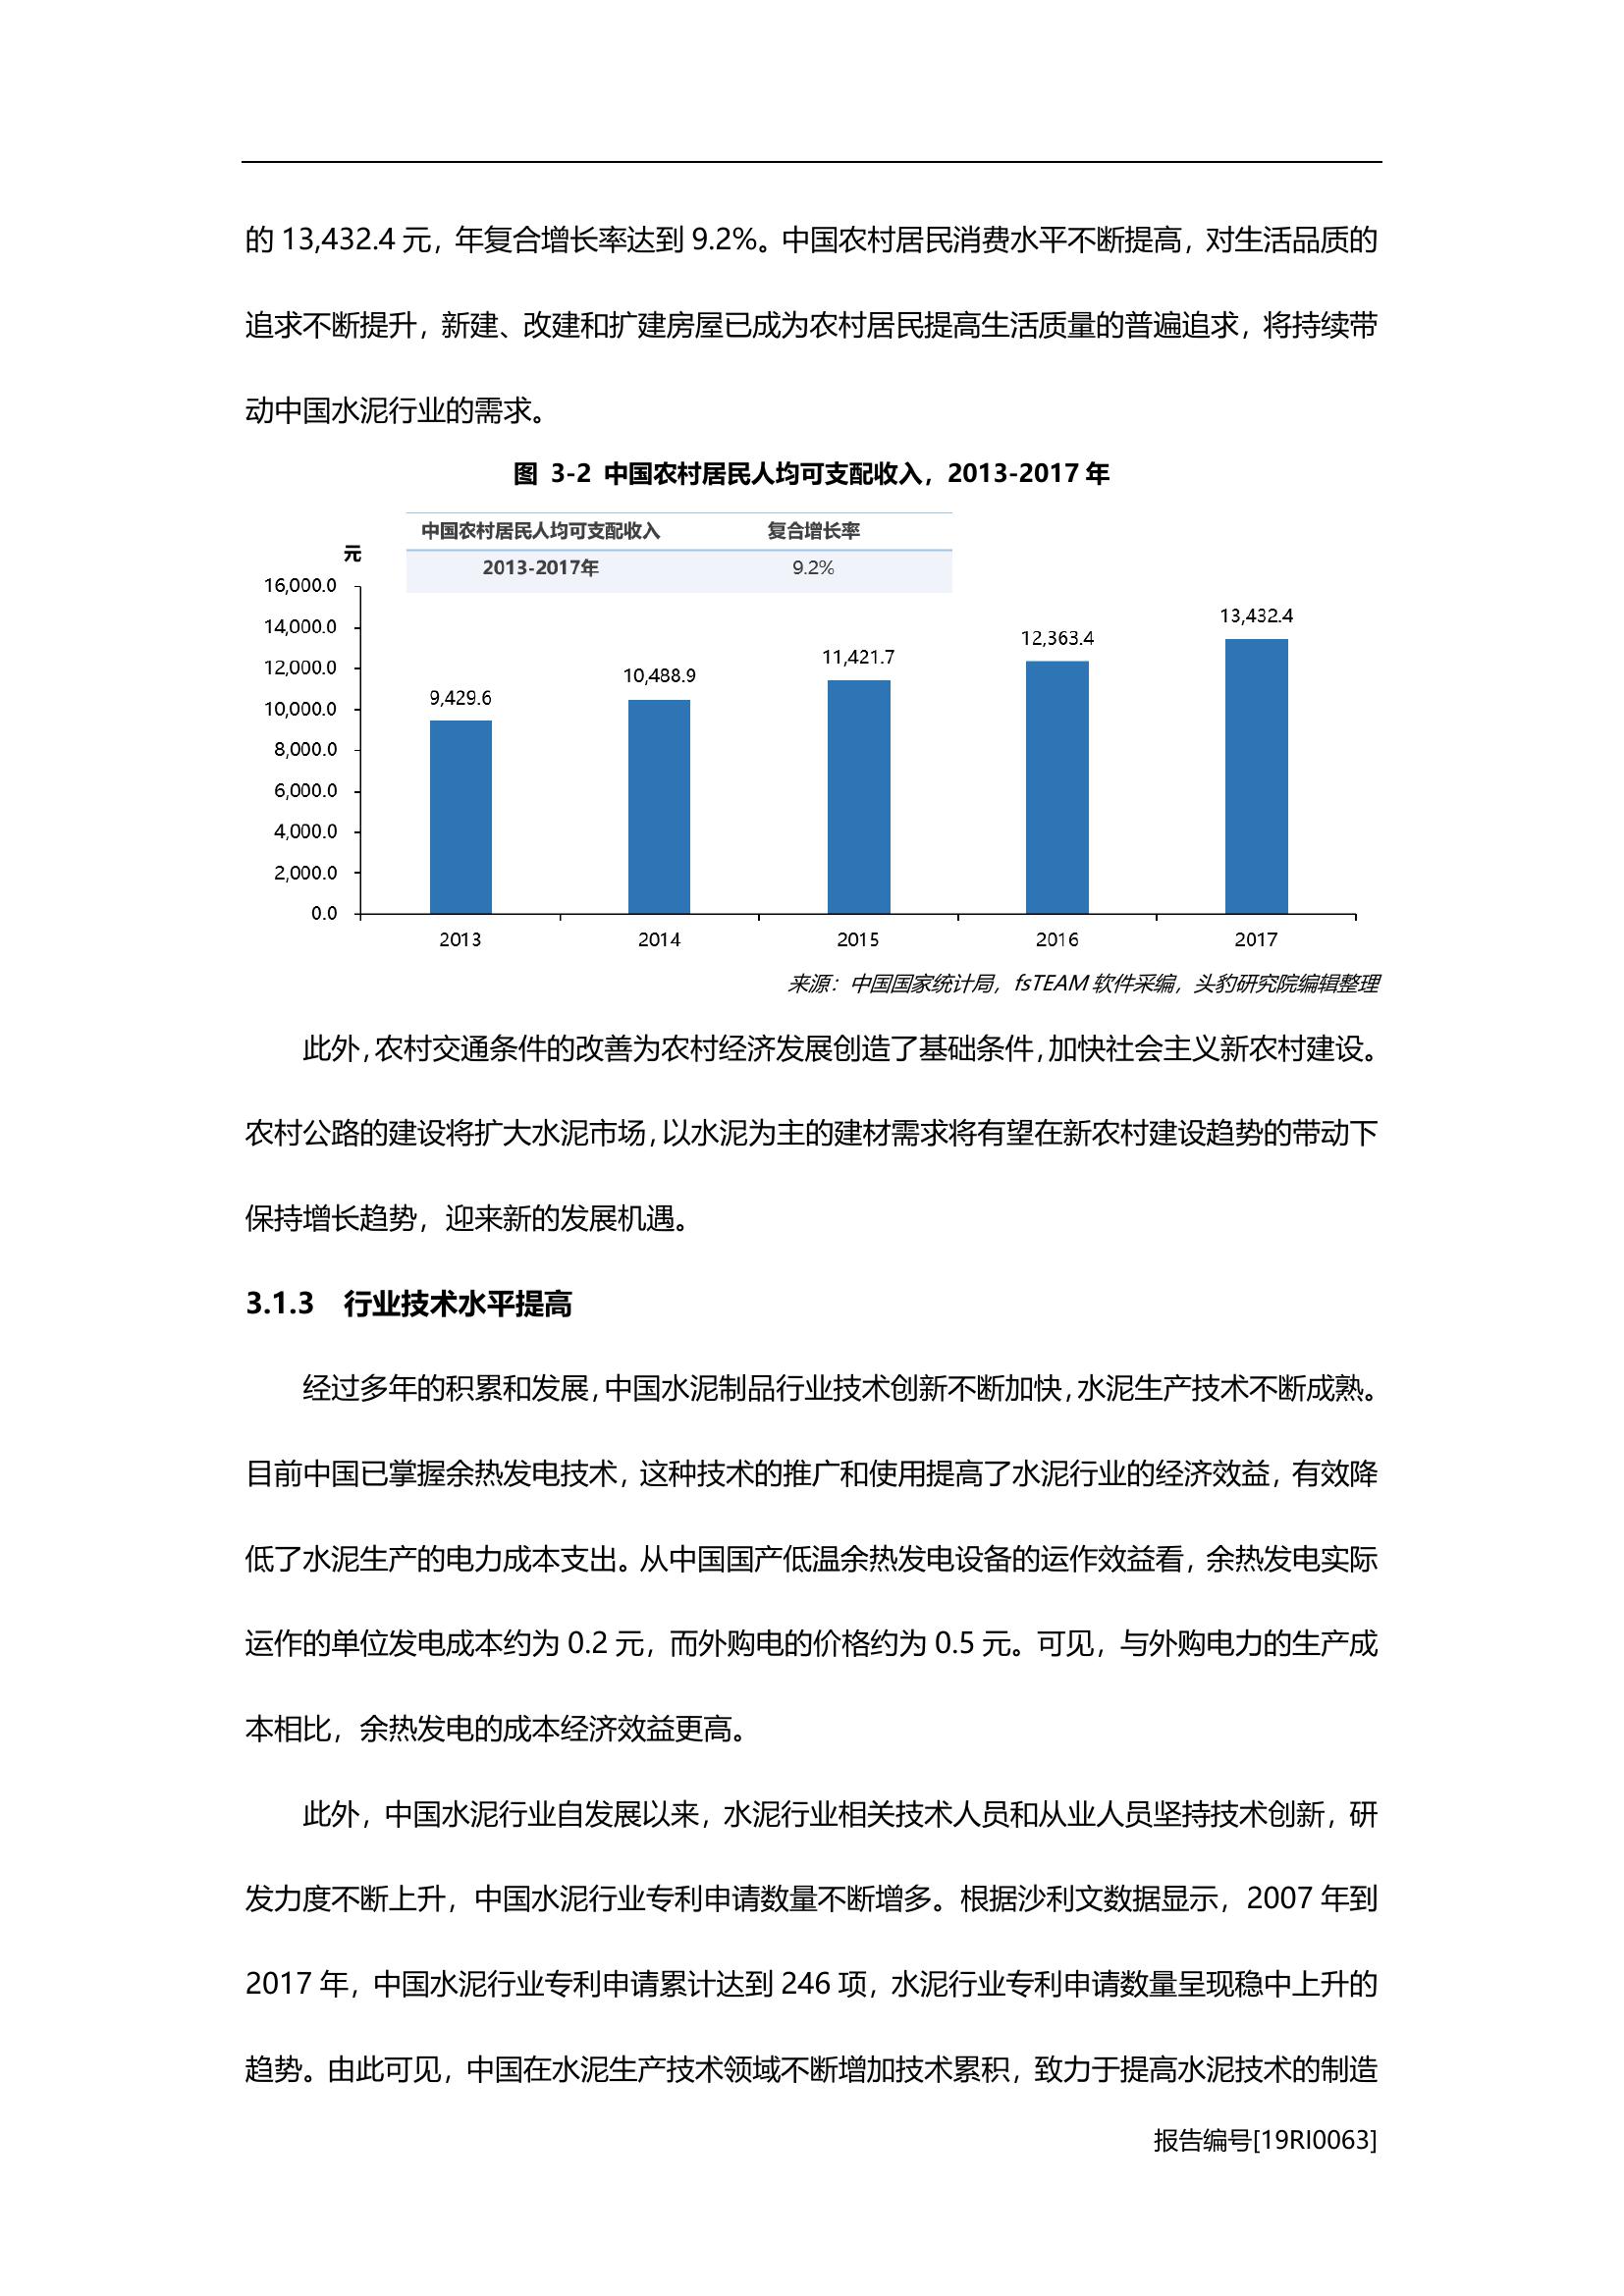 的 13,432.4 元，年复合增长率达到 9.2%。中国农村居民消费水平不断提高，对生活品质的
追求不断提升，新建、改建和扩建房屋已成为农村居民提高生活质量的普遍追求，将持续带
动中国水泥行业的需求。
图 3-2 中国农村居民人均可支配收入，2013-2017 年
中国农村居民人均可支配收入 复合增长率
2013-2017年 9.2%
元
16,000.0
14,000.0
12,000.0
10,000.0
8,000.0
6,000.0
4,000.0
2,000.0
0.0
9,429.6
10,488.9
11,421.7
12,363.4
13,432.4
2013 2014 2015 2016 2017
来源：中国国家统计局，fsTEAM 软件采编，头豹研究院编辑整理
此外，农村交通条件的改善为农村经济发展创造了基础条件，加快社会主义新农村建设。
农村公路的建设将扩大水泥市场，以水泥为主的建材需求将有望在新农村建设趋势的带动下
保持增长趋势，迎来新的发展机遇。
3.1.3 行业技术水平提高
经过多年的积累和发展，中国水泥制品行业技术创新不断加快，水泥生产技术不断成熟。
目前中国已掌握余热发电技术，这种技术的推广和使用提高了水泥行业的经济效益，有效降
低了水泥生产的电力成本支出。从中国国产低温余热发电设备的运作效益看，余热发电实际
运作的单位发电成本约为 0.2 元，而外购电的价格约为 0.5 元。可见，与外购电力的生产成
本相比，余热发电的成本经济效益更高。
此外，中国水泥行业自发展以来，水泥行业相关技术人员和从业人员坚持技术创新，研
发力度不断上升，中国水泥行业专利申请数量不断增多。根据沙利文数据显示，2007 年到
2017 年，中国水泥行业专利申请累计达到 246 项，水泥行业专利申请数量呈现稳中上升的
趋势。由此可见，中国在水泥生产技术领域不断增加技术累积，致力于提高水泥技术的制造
报告编号[19RI0063]